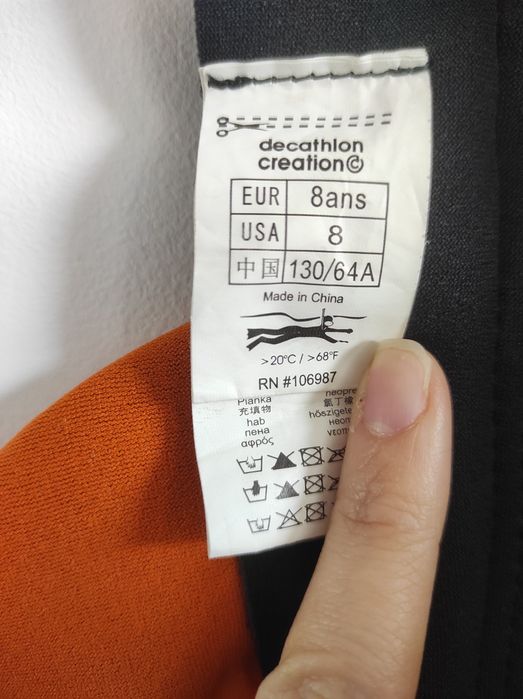 decathlon
creation©
EUR 8ans
USA 8
中国 130/64A
Made in China
>20°C / >68°F
RN #106987
Pianka
充填物
hab
пена
αφρός
neopre
氯丁橡
hőszigete
неоп
νεοπ